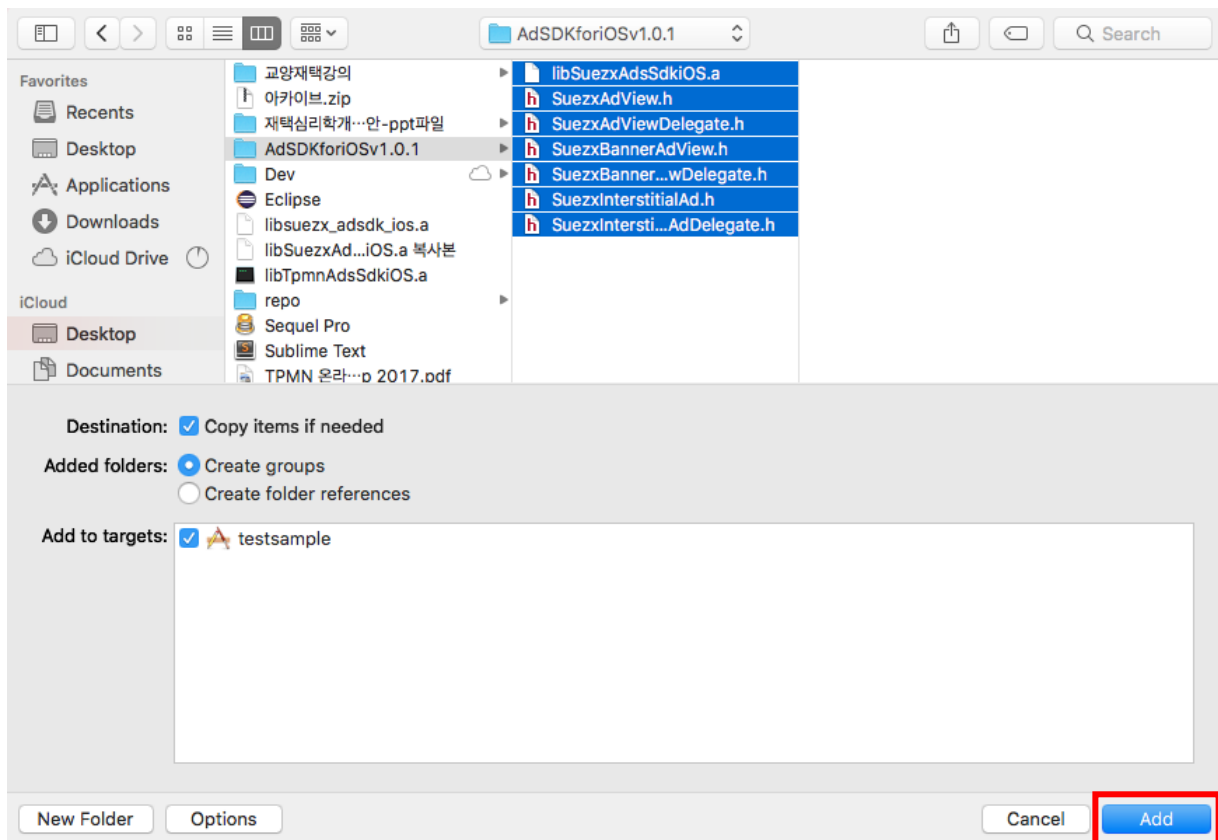 AdSDKforiOSv1.0.1
Search
Favorites
Recents
Desktop
Applications
Downloads
iCloud Drive
iCloud
Desktop
Documents
교양재택강의
아카이브.zip
재택심리학개···안-ppt파일
AdSDKforiOSv1.0.1
Dev
Eclipse
libsuezx_adsdk_ios.a
libSuezxAd...iOS.a 복사본
libTpmnAdsSdkiOS.a
repo
Sequel Pro
Sublime Text
TPMN 온라···p 2017.pdf
libSuezxAdsSdkiOS.a
SuezxAdView.h
SuezxAdViewDelegate.h
SuezxBannerAdView.h
SuezxBanner...wDelegate.h
SuezxInterstitialAd.h
SuezxIntersti...AdDelegate.h
Destination: Copy items if needed
Added folders: Create groups
Create folder references
Add to targets: testsample
New Folder Options Cancel Add